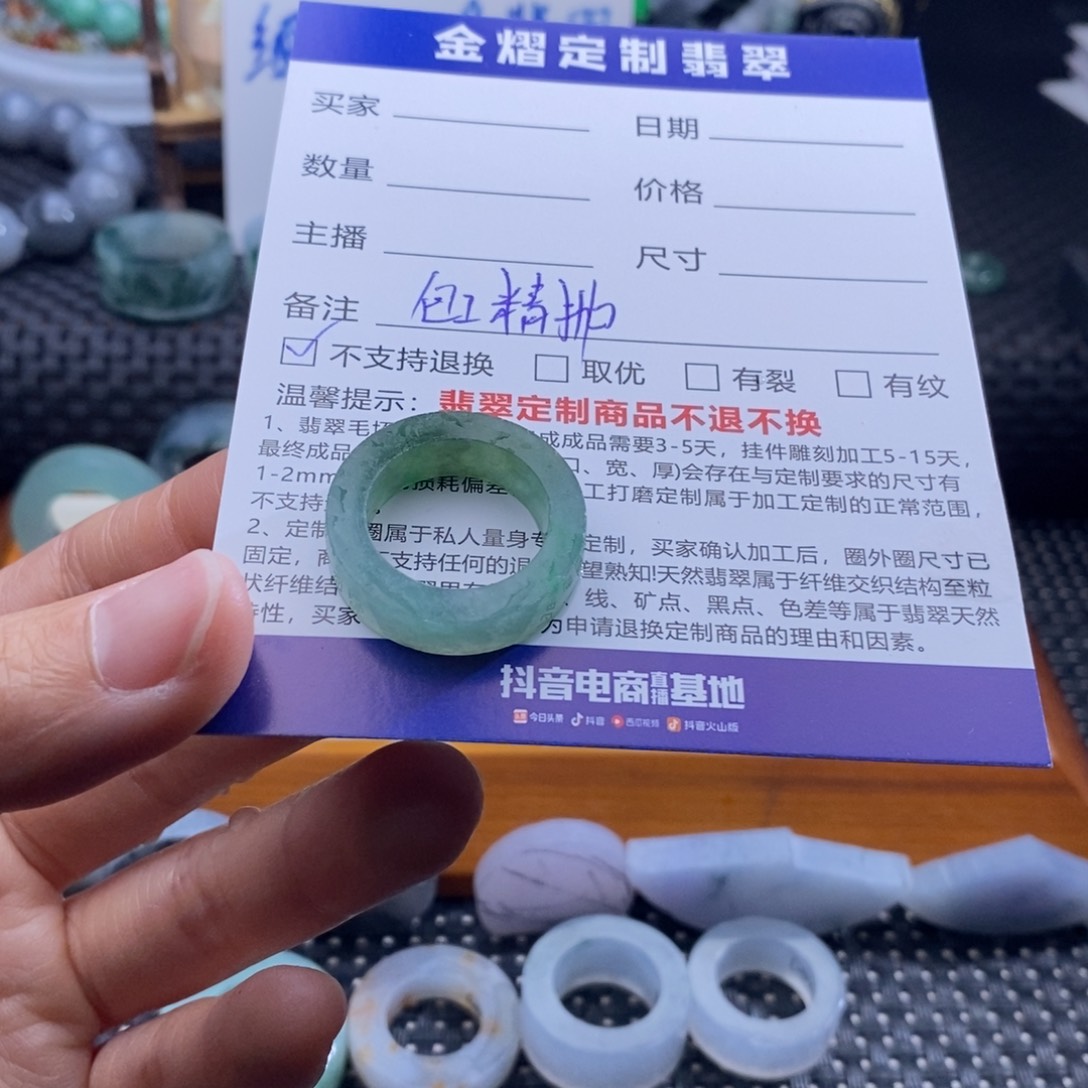 金熠定制翡翠
买家 日期
数量 价格
主播 尺寸
备注 包工精抛
不支持退换 取优 有裂 有纹
温馨提示：翡翠定制商品不退不换
1、翡翠毛坯 成成品需要3-5天，挂件雕刻加工5-15天，
最终成品 口、宽、厚)会存在与定制要求的尺寸有
1-2mm 损耗偏差 工打磨定制属于加工定制的正常范围，
不支持
2、定制 圈属于私人量身专 定制，买家确认加工后，圈外圈尺寸已
固定，商 不支持任何的退 望熟知!天然翡翠属于纤维交织结构至粒
状纤维结 、线、矿点、黑点、色差等属于翡翠天然
特性，买家 为申请退换定制商品的理由和因素。
抖音电商直播基地
今日头条 抖音 西瓜视频 抖音火山版